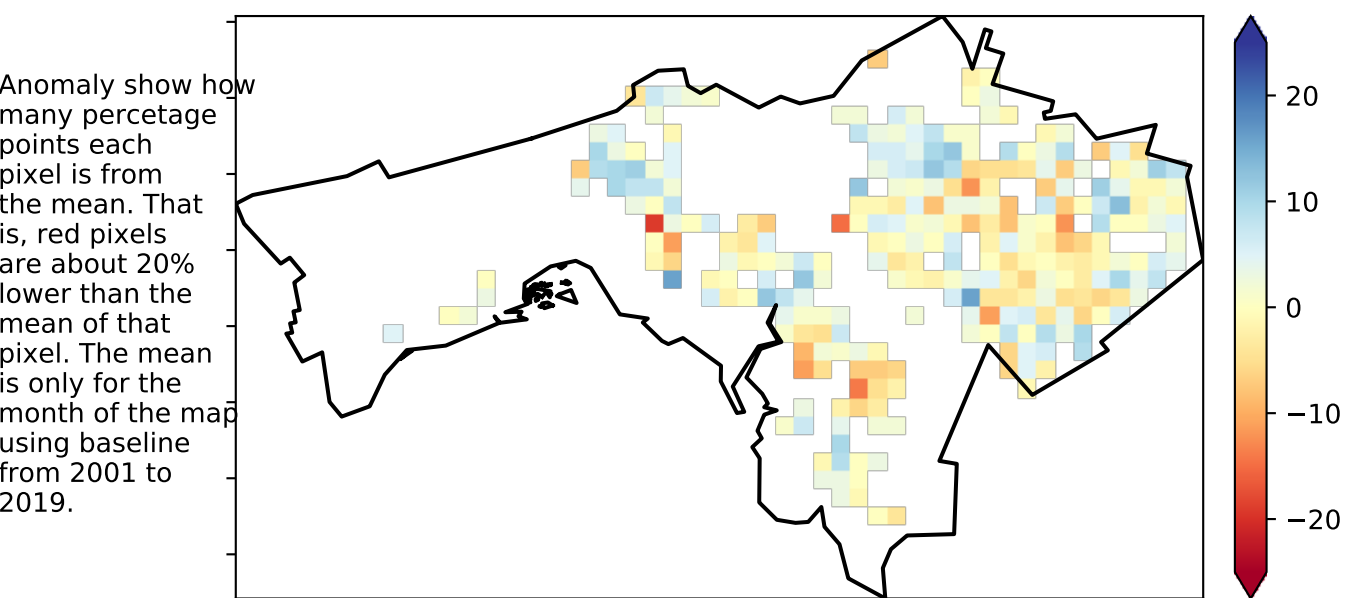 Anomaly show how
many percetage
points each
pixel is from
the mean. That
is, red pixels
are about 20%
lower than the
mean of that
pixel. The mean
is only for the
month of the map
using baseline
from 2001 to
2019.
20
10
0
−10
−20